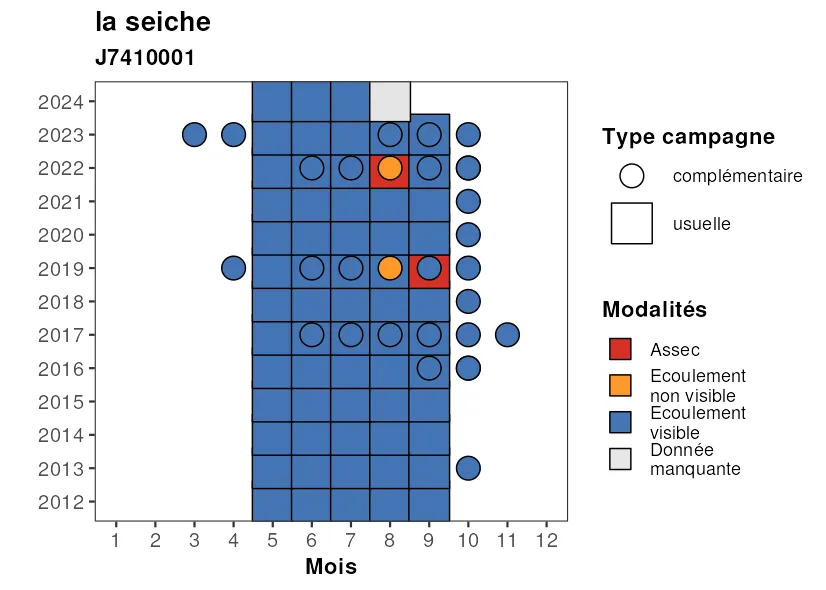 la seiche
J7410001
2024
2023
2022
2021
2020
2019
2018
2017
2016
2015
2014
2013
2012
1 2 3 4 5 6 7 8 9 10 11 12
Mois
Type campagne
complémentaire
usuelle
Modalités
Assec
Ecoulement
non visible
Ecoulement
visible
Donnée
manquante